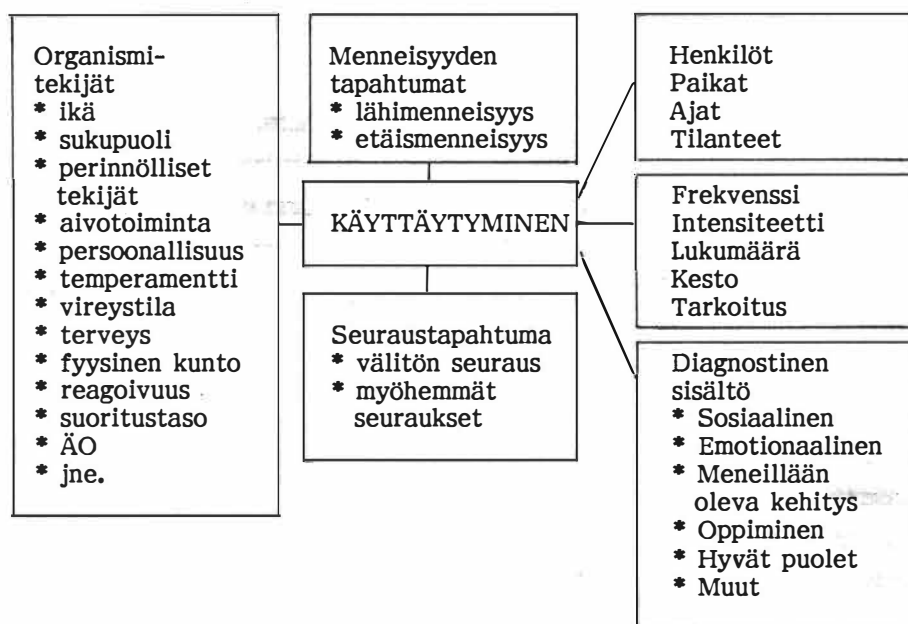 Organismi-
tekijät
* ikä
* sukupuoli
* perinnölliset
tekijät
* aivotoiminta
* persoonallisuus
* temperamentti
* vireystila
* terveys
* fyysinen kunto
* reagoivuus
* suoritustaso
* ÄO
* jne.
Menneisyyden
tapahtumat
* lähimenneisyys
* etäismenneisyys
KÄYTTÄYTYMINEN
Seuraustapahtuma
* välitön seuraus
* myöhemmät
seuraukset
Henkilöt
Paikat
Ajat
Tilanteet
Frekvenssi
Intensiteetti
Lukumäärä
Kesto
Tarkoitus
Diagnostinen
sisältö
* Sosiaalinen
* Emotionaalinen
* Meneillään
oleva kehitys
* Oppiminen
* Hyvät puolet
* Muut